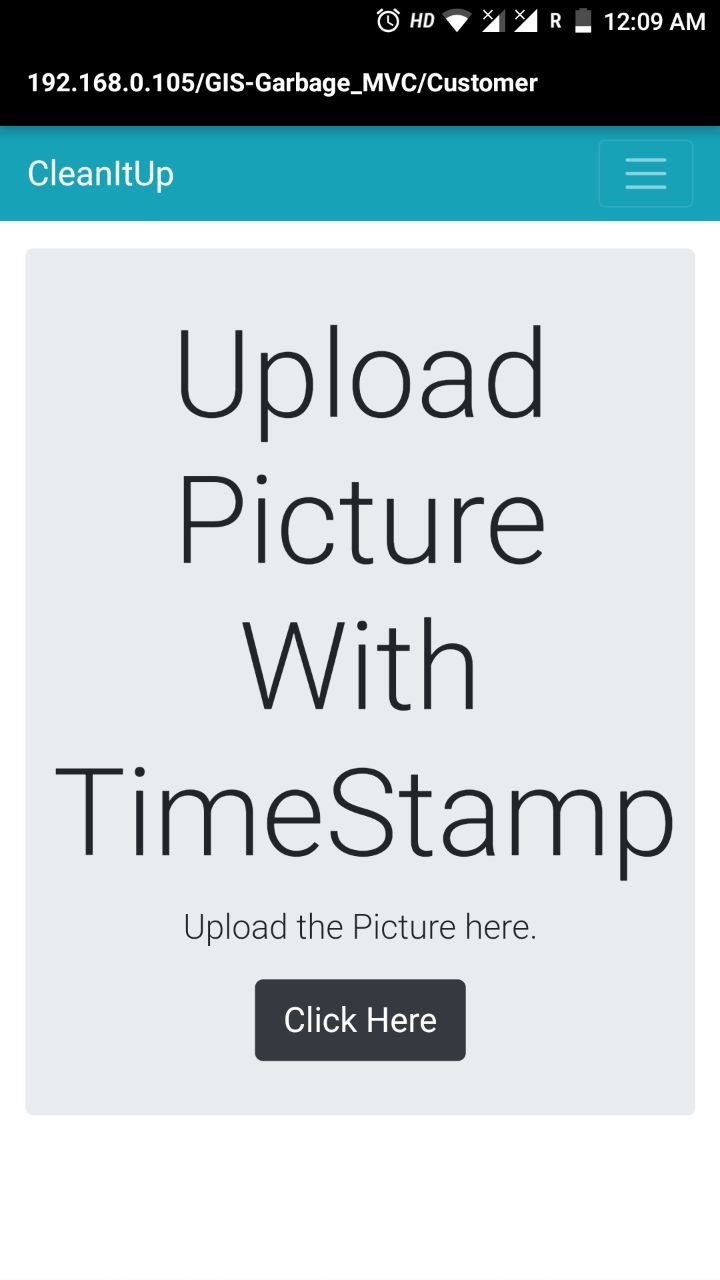 HD R 12:09 AM
192.168.0.105/GIS-Garbage_MVC/Customer
CleanItUp
Upload
Picture
With
TimeStamp
Upload the Picture here.
Click Here